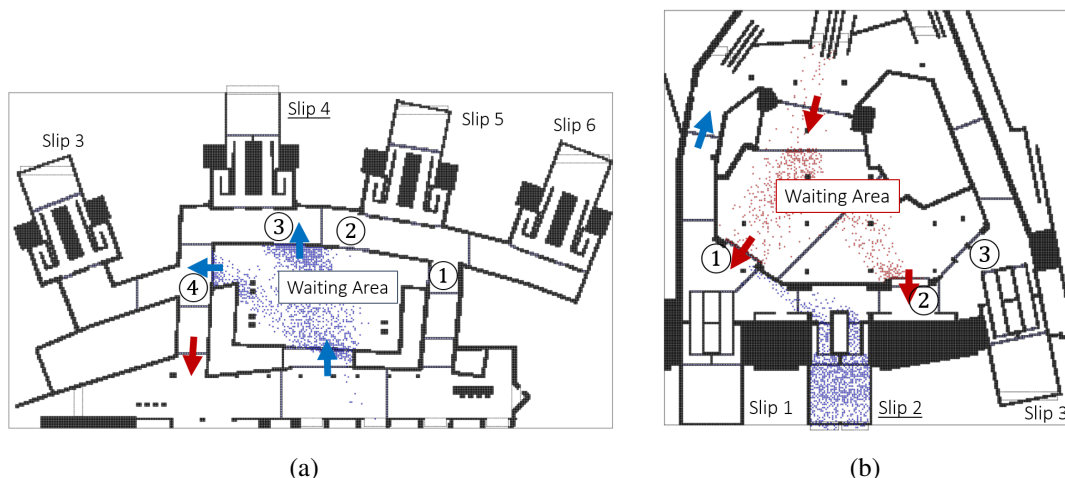 Slip 4
Slip 3
Slip 5
Slip 6
③
②
①
④
Waiting Area
(a)
Waiting Area
①
③
②
Slip 1
Slip 2
Slip 3
(b)